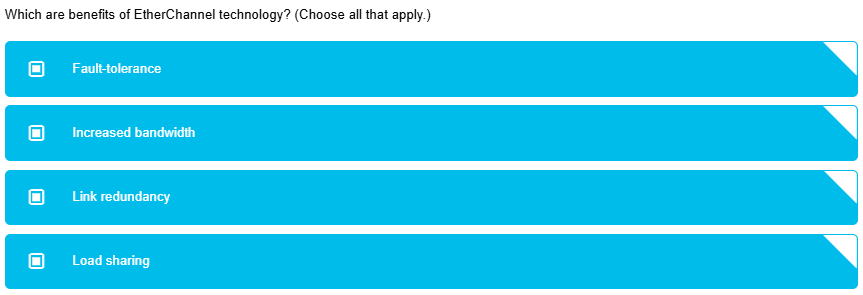 Which are benefits of EtherChannel technology? (Choose all that apply.)
Fault-tolerance
Increased bandwidth
Link redundancy
Load sharing